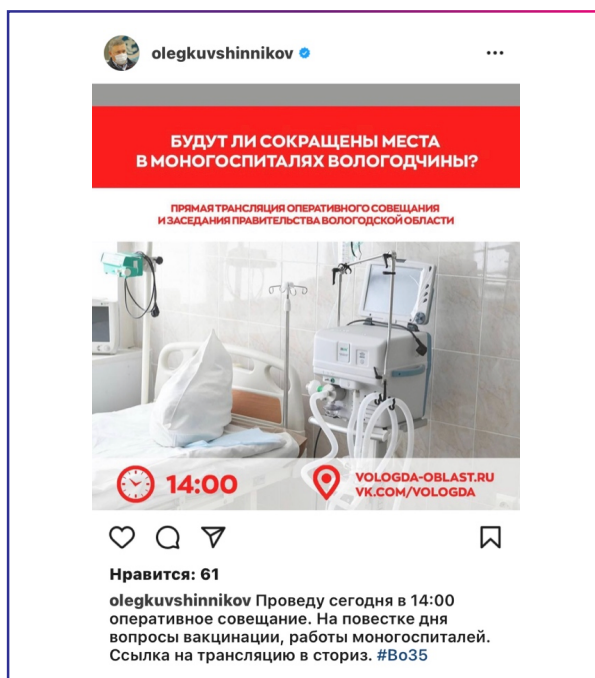 olegkuvshinnikov
БУДУТ ЛИ СОКРАЩЕНЫ МЕСТА
В МОНОГОСПИТАЛЯХ ВОЛОГОДЧИНЫ?
ПРЯМАЯ ТРАНСЛЯЦИЯ ОПЕРАТИВНОГО СОВЕЩАНИЯ
И ЗАСЕДАНИЯ ПРАВИТЕЛЬСТВА ВОЛОГОДСКОЙ ОБЛАСТИ
14:00
VOLOGDA-OBLAST.RU
VK.COM/VOLOGDA
Нравится: 61
olegkuvshinnikov Проведу сегодня в 14:00
оперативное совещание. На повестке дня
вопросы вакцинации, работы моногоспиталей.
Ссылка на трансляцию в сториз. #Во35